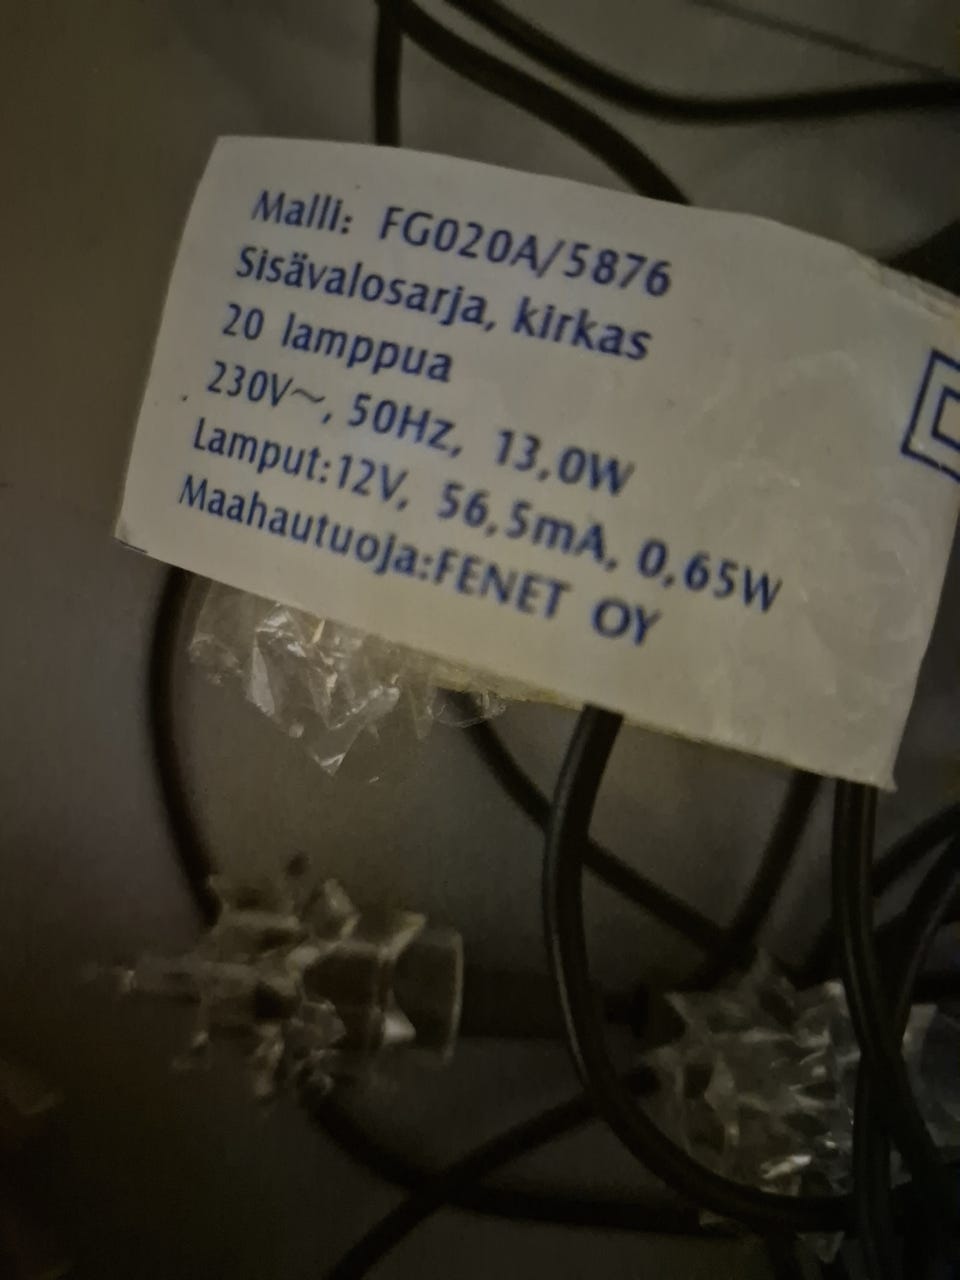 Malli: FG020A/5876
Sisävalosarja, kirkas
20 lamppua
230V~, 50Hz, 13,0W
Lamput:12V, 56,5mA, 0,65W
Maahautuoja:FENET OY